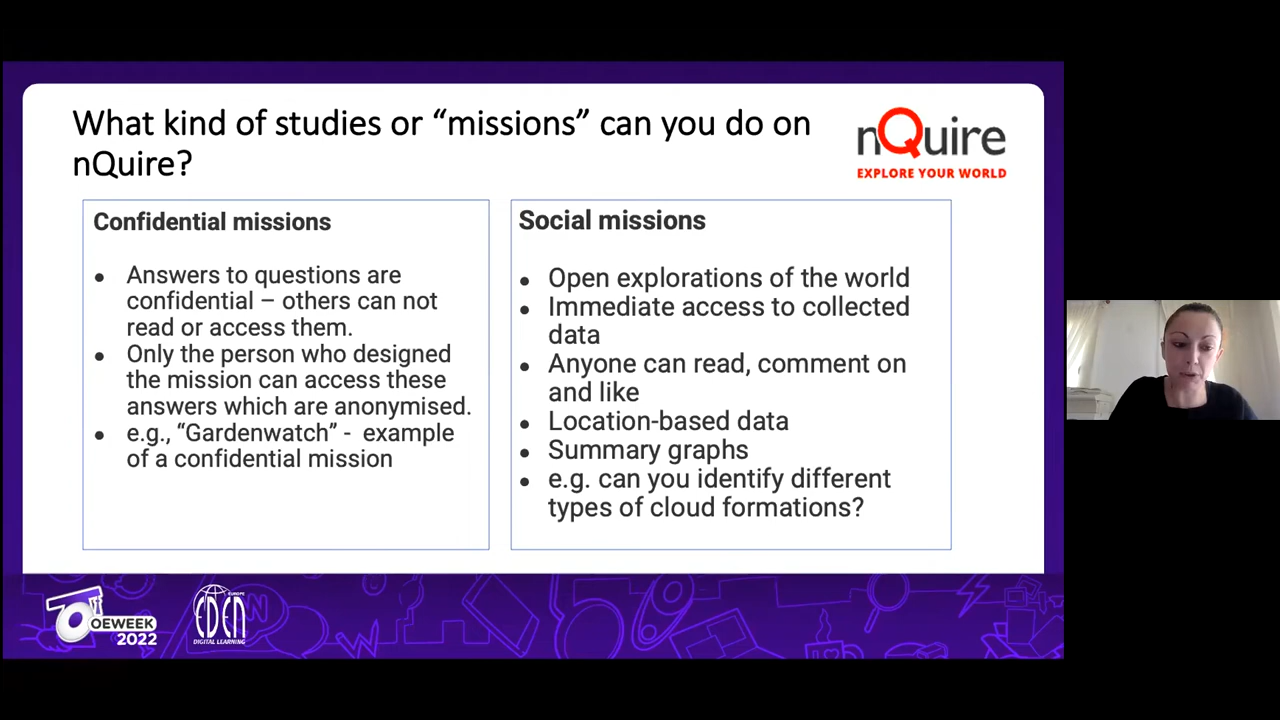 What kind of studies or “missions” can you do on
nQuire?
nQuire
EXPLORE YOUR WORLD
Confidential missions
● Answers to questions are
confidential – others can not
read or access them.
● Only the person who designed
the mission can access these
answers which are anonymised.
● e.g., “Gardenwatch” - example
of a confidential mission
Social missions
● Open explorations of the world
● Immediate access to collected
data
● Anyone can read, comment on
and like
● Location-based data
● Summary graphs
● e.g. can you identify different
types of cloud formations?
OEWEEK
2022
EUROPE
EDEN
DIGITAL LEARNING